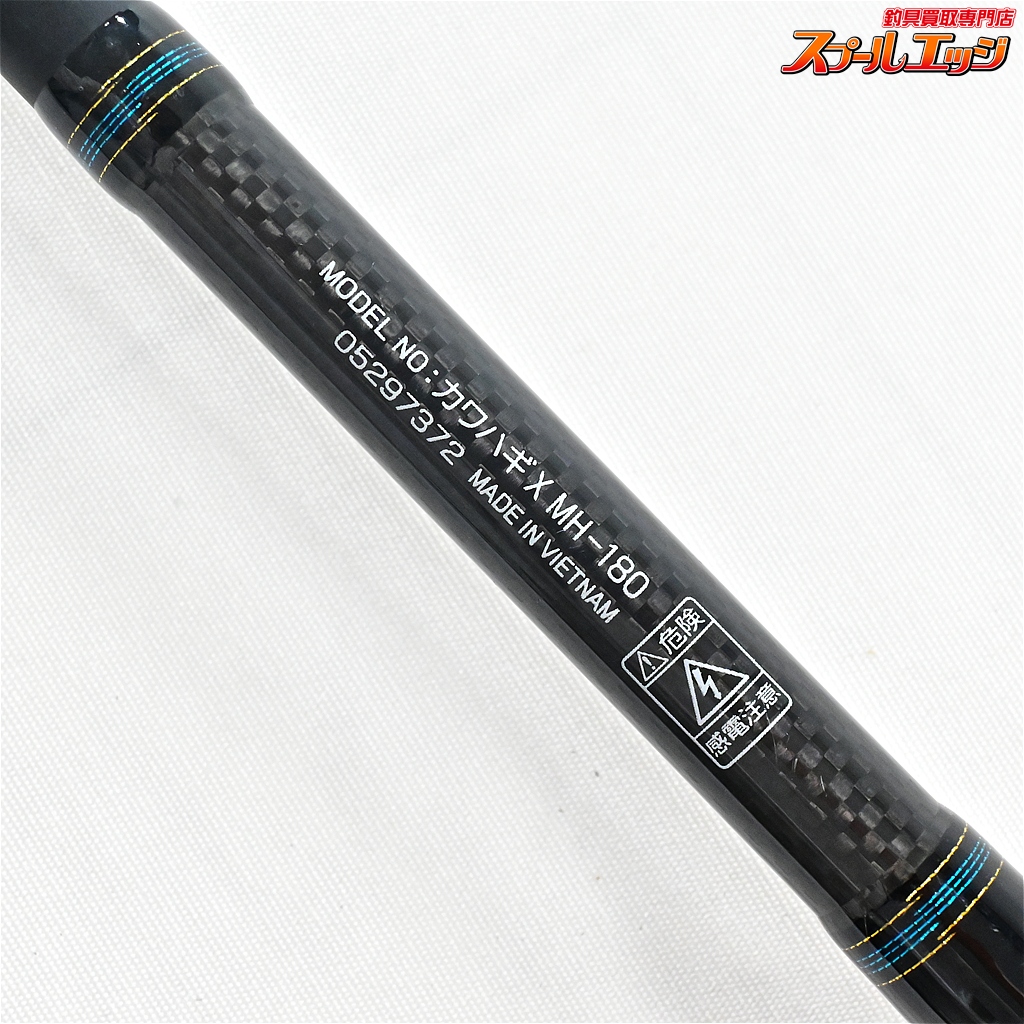 釣具買取専門店
スプールエッジ
MODEL NO:カワハギ X MH-180
05297372 MADE IN VIETNAM
危険
感電注意